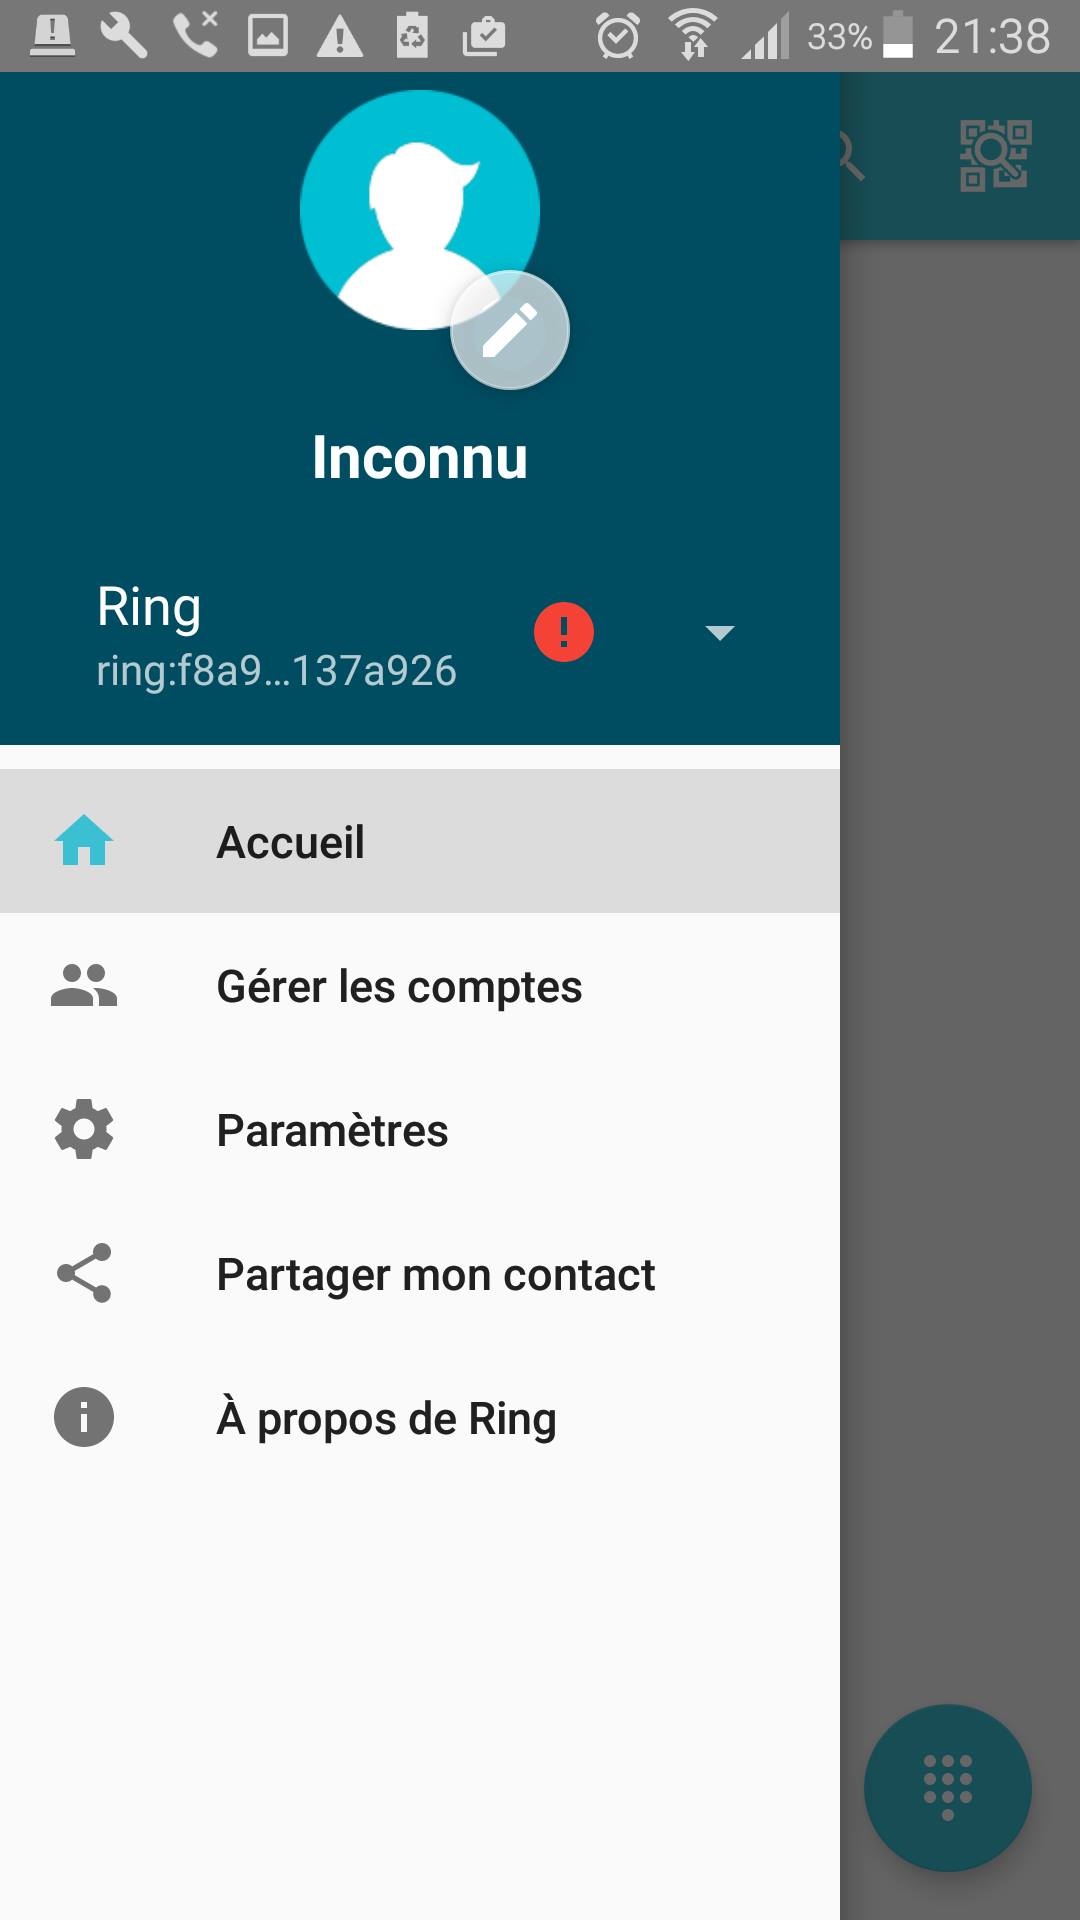 33% 21:38
Inconnu
Ring
ring:f8a9...137a926
Accueil
Gérer les comptes
Paramètres
Partager mon contact
À propos de Ring